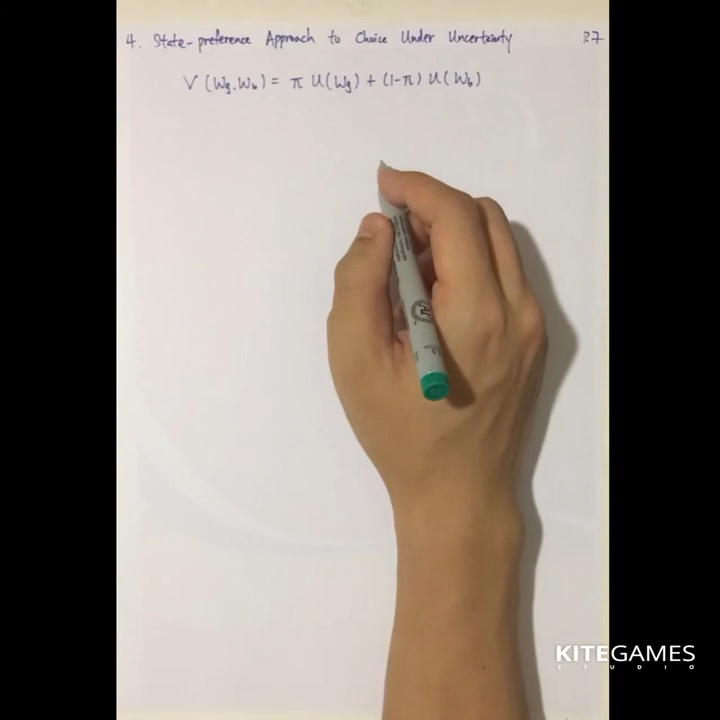 4. State-preference Approach to Choice Under Uncertainty P.7
V (Wg, Wb) = π U(Wg) + (1-π) U(Wb)
KITEGAMES
STUDIO